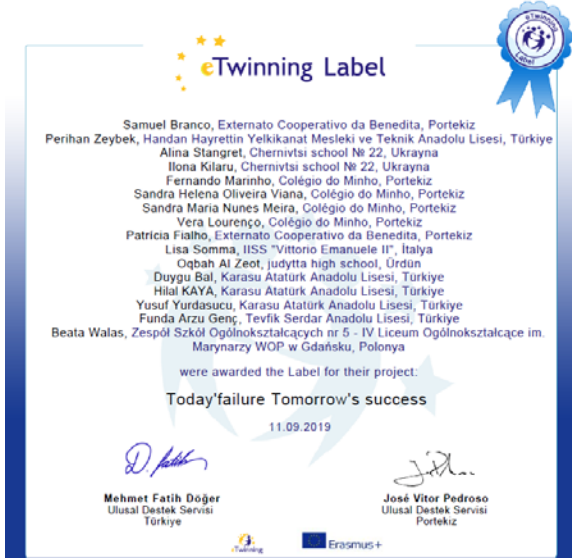 eTwinning Label
eTwinning
Label
Samuel Branco, Externato Cooperativo da Benedita, Portekiz
Perihan Zeybek, Handan Hayrettin Yelkikanat Mesleki ve Teknik Anadolu Lisesi, Türkiye
Alina Stangret, Chernivtsi school № 22, Ukrayna
Ilona Kilaru, Chernivtsi school № 22, Ukrayna
Fernando Marinho, Colégio do Minho, Portekiz
Sandra Helena Oliveira Viana, Colégio do Minho, Portekiz
Sandra Maria Nunes Meira, Colégio do Minho, Portekiz
Vera Lourenço, Colégio do Minho, Portekiz
Patrícia Fialho, Externato Cooperativo da Benedita, Portekiz
Lisa Somma, IISS "Vittorio Emanuele II", İtalya
Oqbah Al Zeot, judytta high school, Ürdün
Duygu Bal, Karasu Atatürk Anadolu Lisesi, Türkiye
Hilal KAYA, Karasu Atatürk Anadolu Lisesi, Türkiye
Yusuf Yurdasucu, Karasu Atatürk Anadolu Lisesi, Türkiye
Funda Arzu Genç, Tevfik Serdar Anadolu Lisesi, Türkiye
Beata Walas, Zespół Szkół Ogólnokształcących nr 5 - IV Liceum Ogólnokształcące im.
Marynarzy WOP w Gdańsku, Polonya
were awarded the Label for their project:
Today'failure Tomorrow's success
11.09.2019
Mehmet Fatih Döğer
Ulusal Destek Servisi
Türkiye
José Vitor Pedroso
Ulusal Destek Servisi
Portekiz
eTwinning
Erasmus+